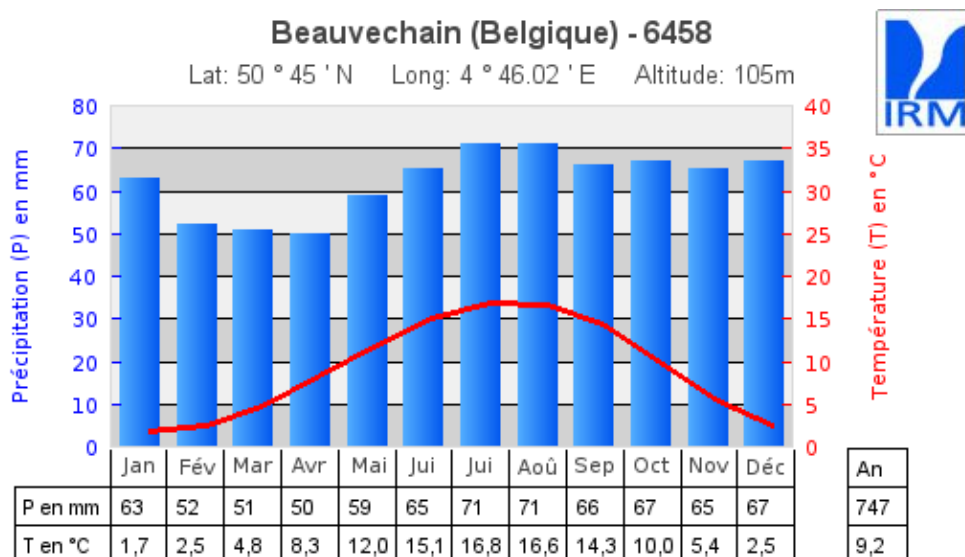 Beauvechain (Belgique) - 6458
Lat: 50 ° 45 ' N Long: 4 ° 46.02 ' E Altitude: 105m
IRM
Précipitation (P) en mm
80
70
60
50
40
30
20
10
0
Température (T) en °C
40
35
30
25
20
15
10
5
0
Jan Fév Mar Avr Mai Jui Jui Aoû Sep Oct Nov Déc An
P en mm 63 52 51 50 59 65 71 71 66 67 65 67 747
T en °C 1,7 2,5 4,8 8,3 12,0 15,1 16,8 16,6 14,3 10,0 5,4 2,5 9,2